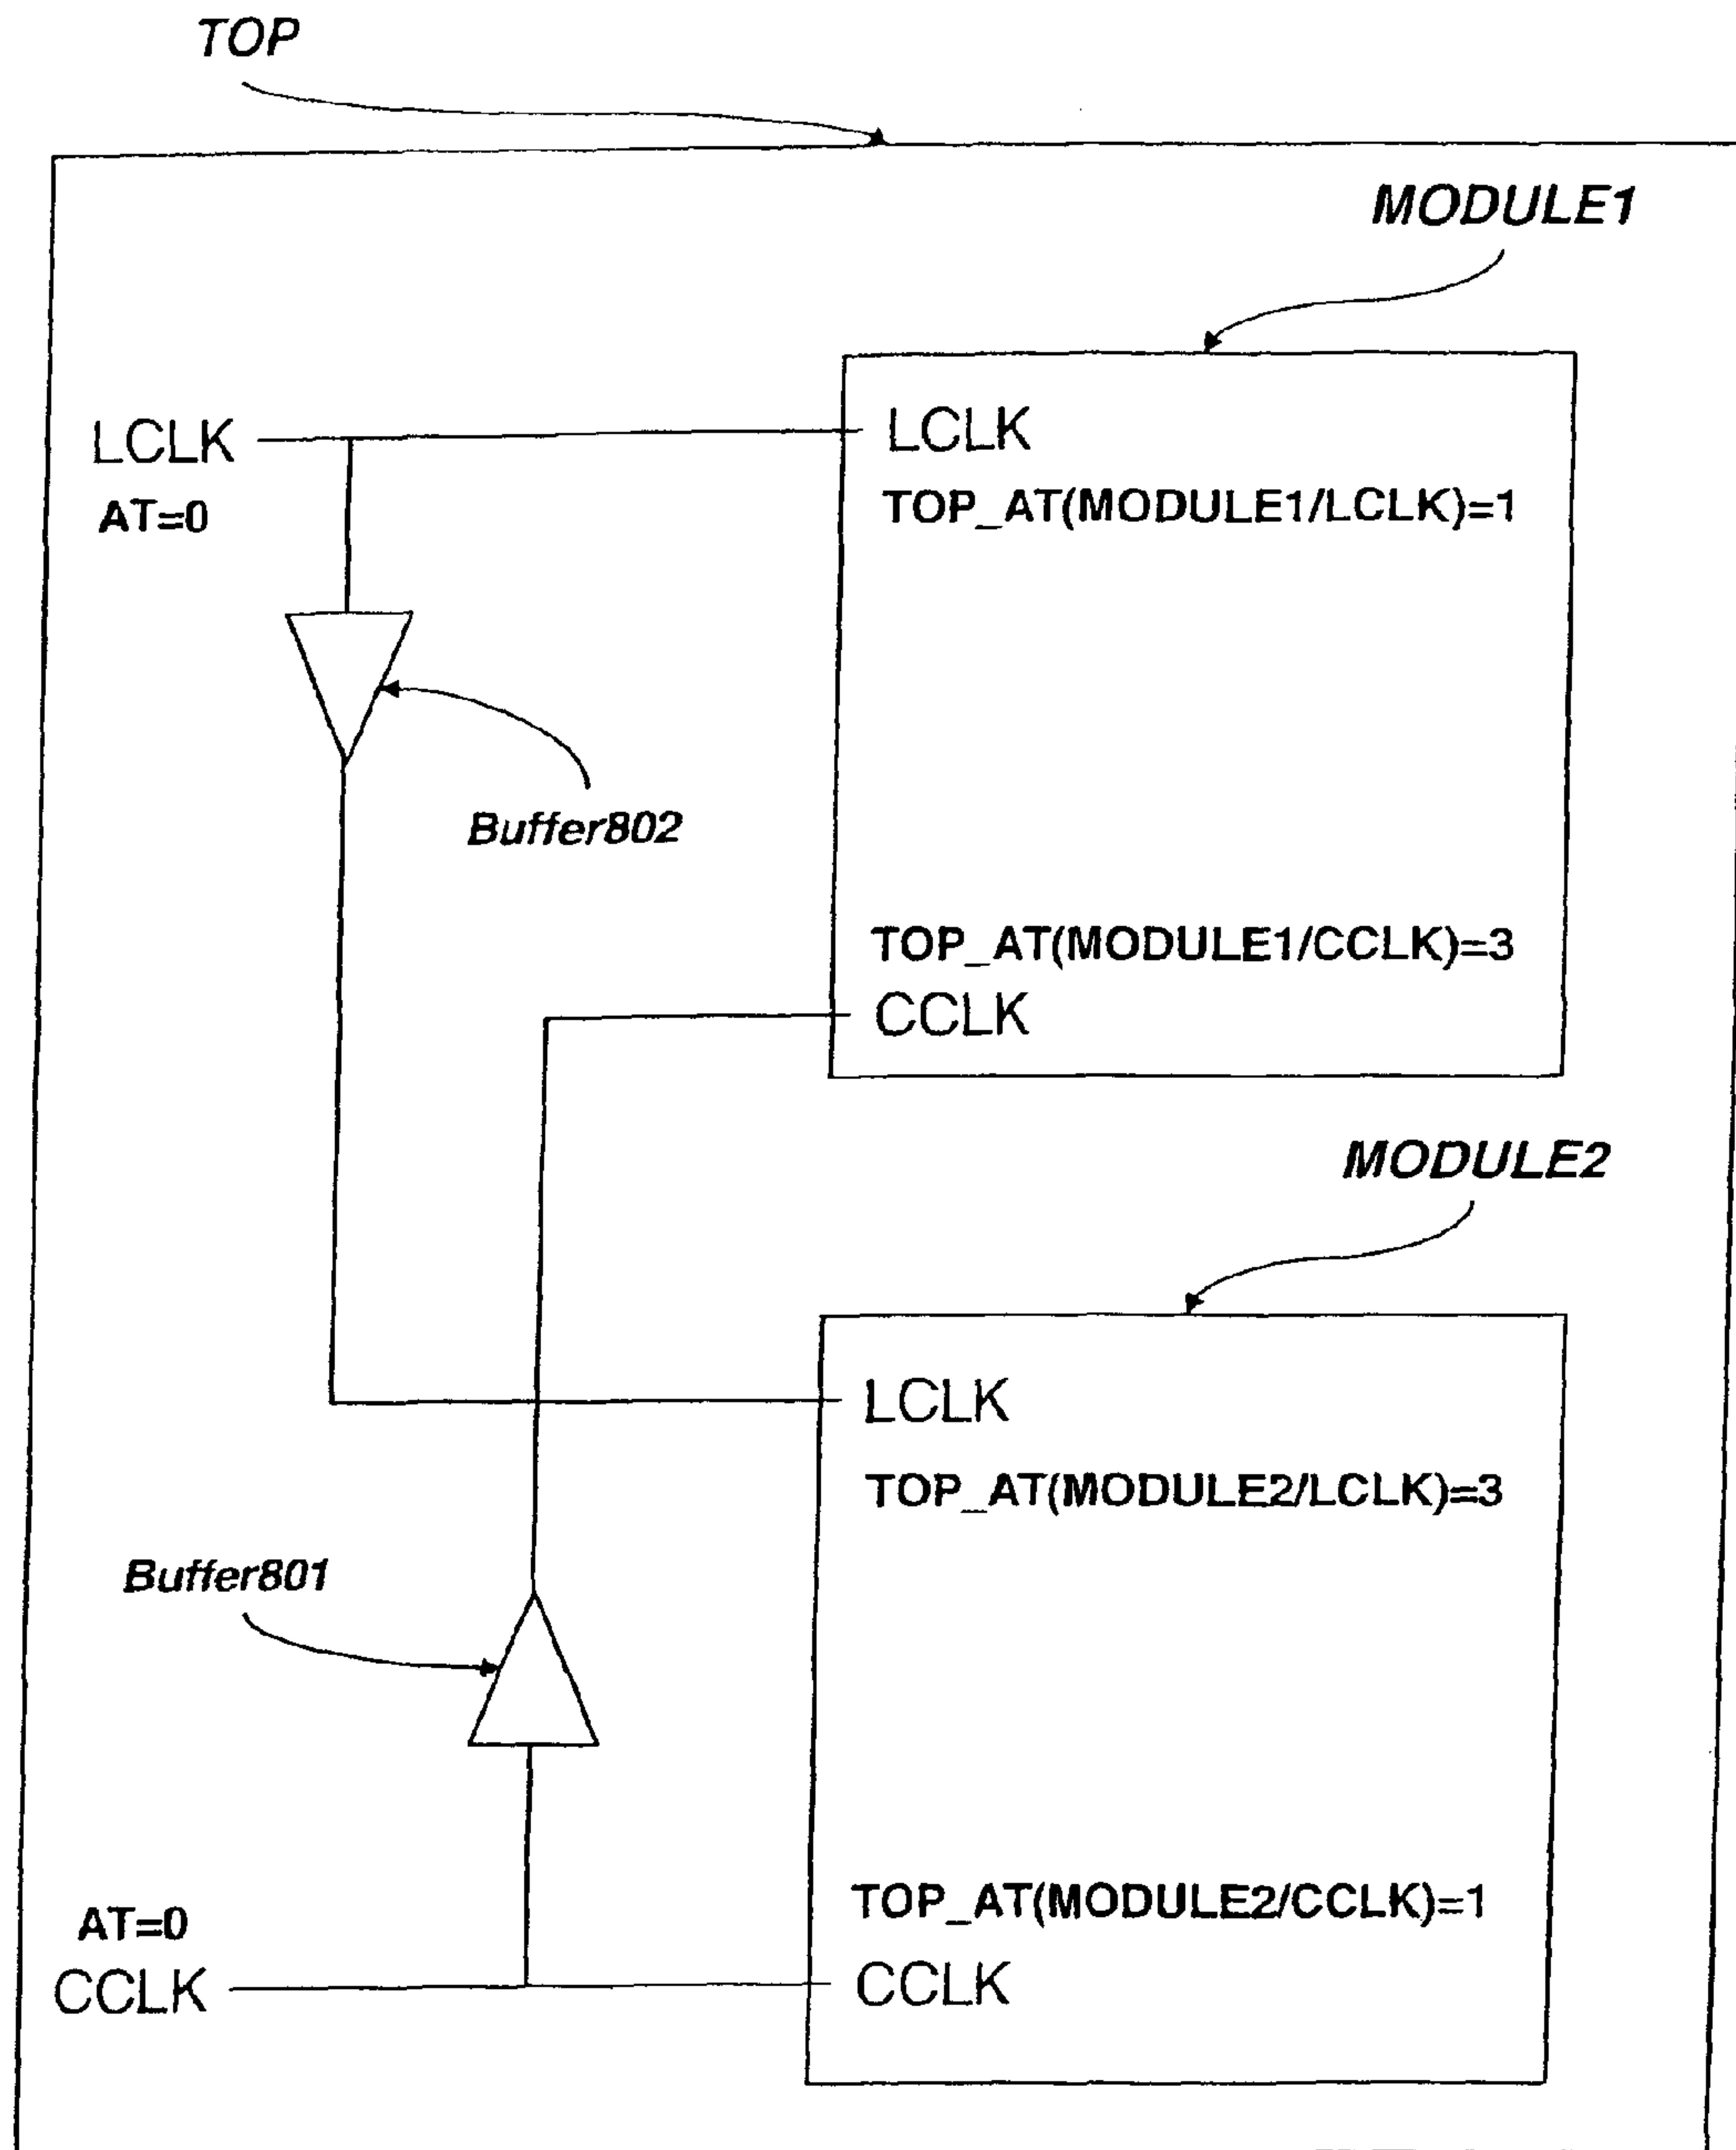 TOP
MODULE1
LCLK
AT=0
LCLK
TOP_AT(MODULE1/LCLK)=1
Buffer802
TOP_AT(MODULE1/CCLK)=3
CCLK
MODULE2
LCLK
TOP_AT(MODULE2/LCLK)=3
Buffer801
AT=0
CCLK
TOP_AT(MODULE2/CCLK)=1
CCLK